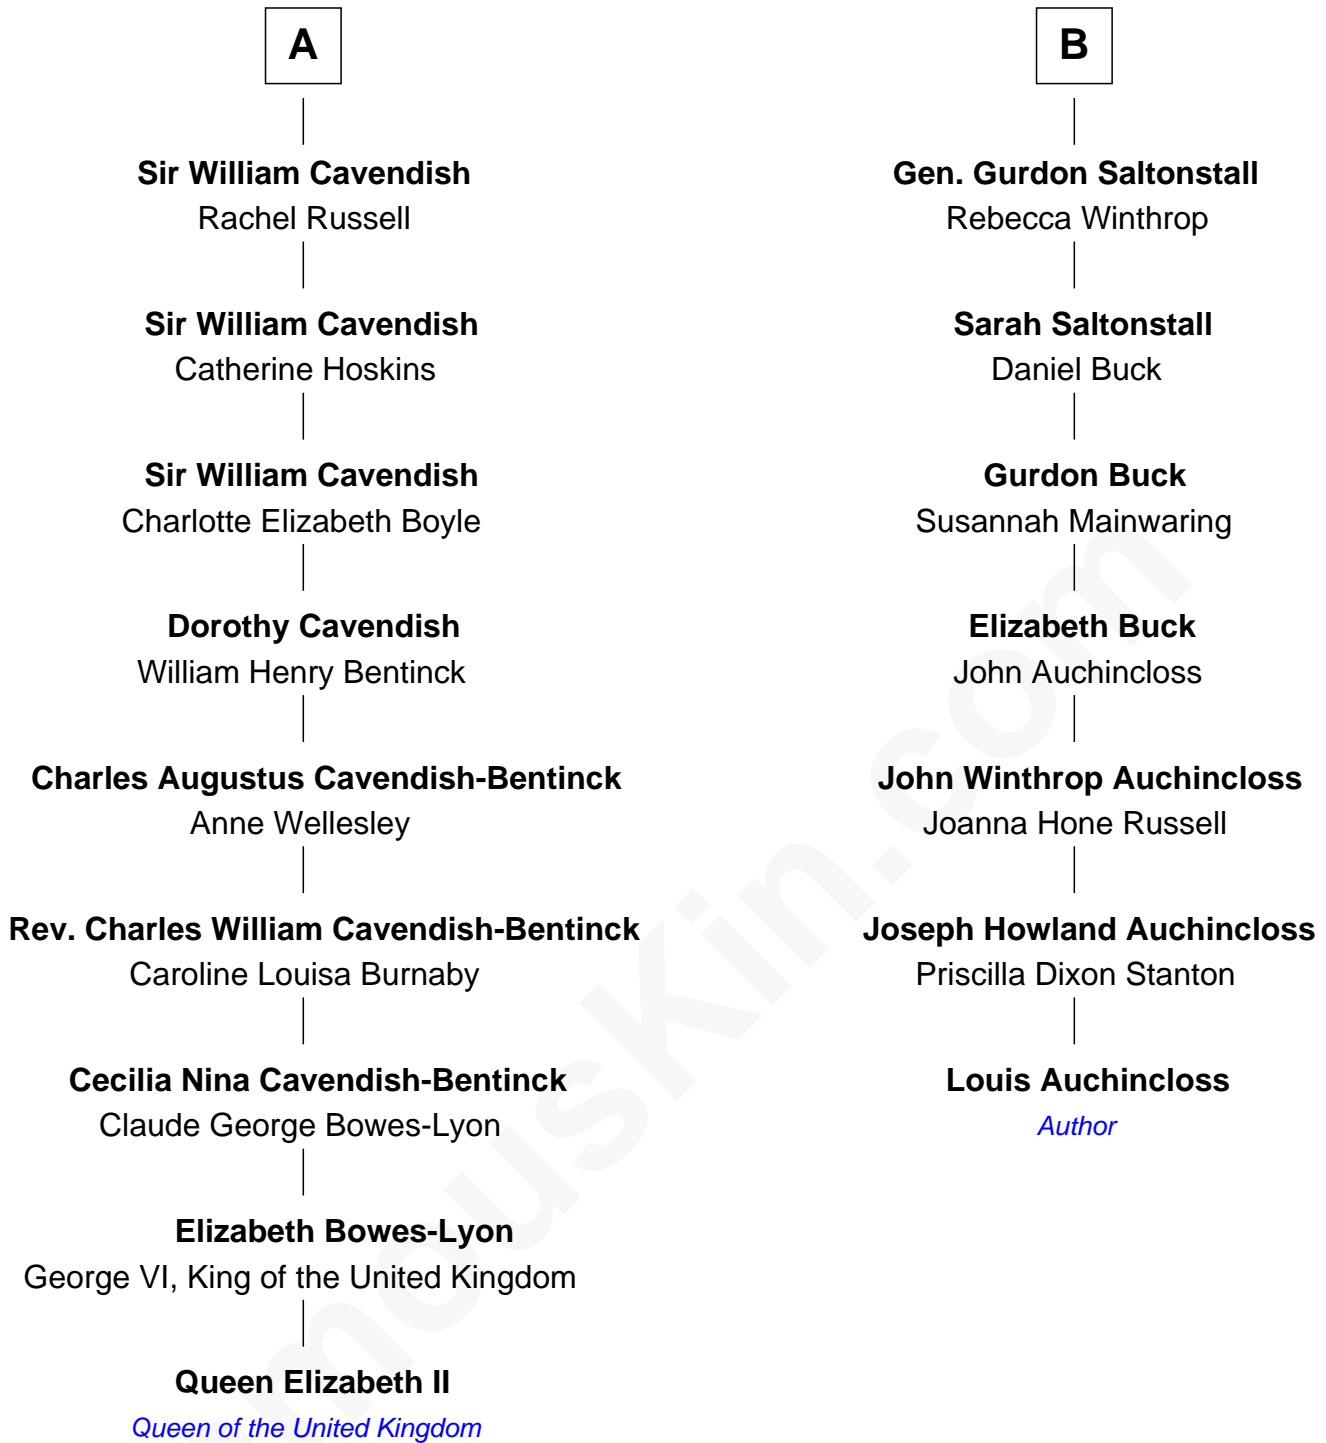 A
Sir William Cavendish
Rachel Russell
Sir William Cavendish
Catherine Hoskins
Sir William Cavendish
Charlotte Elizabeth Boyle
Dorothy Cavendish
William Henry Bentinck
Charles Augustus Cavendish-Bentinck
Anne Wellesley
Rev. Charles William Cavendish-Bentinck
Caroline Louisa Burnaby
Cecilia Nina Cavendish-Bentinck
Claude George Bowes-Lyon
Elizabeth Bowes-Lyon
George VI, King of the United Kingdom
Queen Elizabeth II
Queen of the United Kingdom
B
Gen. Gurdon Saltonstall
Rebecca Winthrop
Sarah Saltonstall
Daniel Buck
Gurdon Buck
Susannah Mainwaring
Elizabeth Buck
John Auchincloss
John Winthrop Auchincloss
Joanna Hone Russell
Joseph Howland Auchincloss
Priscilla Dixon Stanton
Louis Auchincloss
Author
mousKin.com